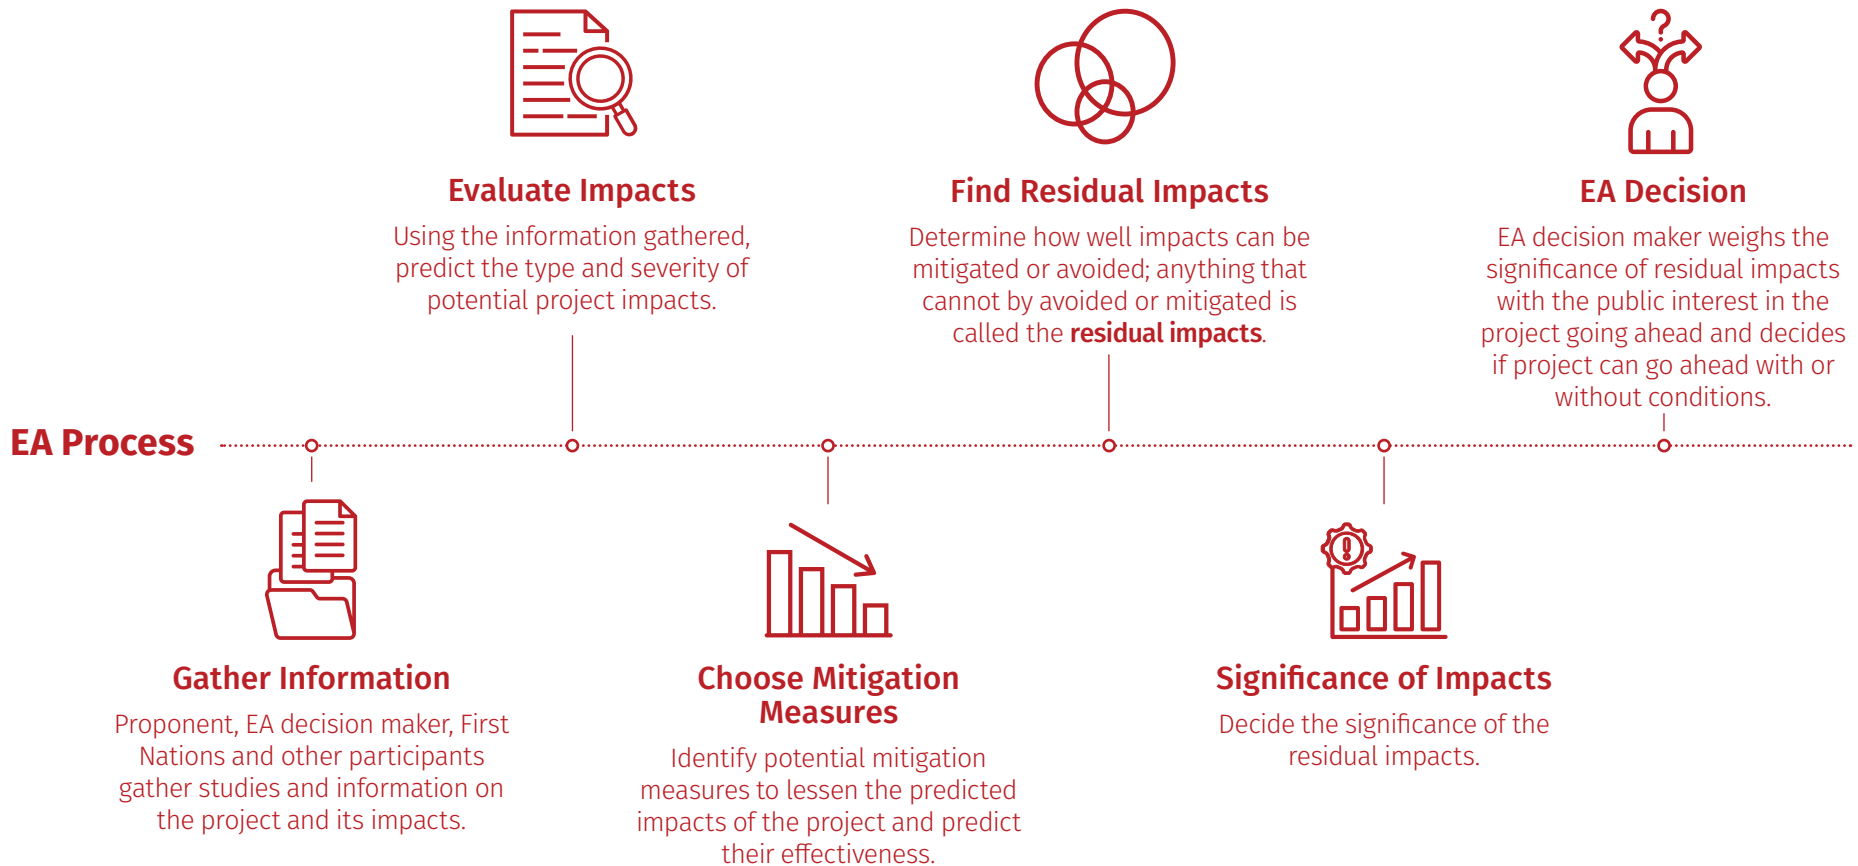 Evaluate Impacts
Using the information gathered,
predict the type and severity of
potential project impacts.
Find Residual Impacts
Determine how well impacts can be
mitigated or avoided; anything that
cannot by avoided or mitigated is
called the residual impacts.
EA Decision
EA decision maker weighs the
significance of residual impacts
with the public interest in the
project going ahead and decides
if project can go ahead with or
without conditions.
EA Process
Gather Information
Proponent, EA decision maker, First
Nations and other participants
gather studies and information on
the project and its impacts.
Choose Mitigation
Measures
Identify potential mitigation
measures to lessen the predicted
impacts of the project and predict
their effectiveness.
Significance of Impacts
Decide the significance of the
residual impacts.